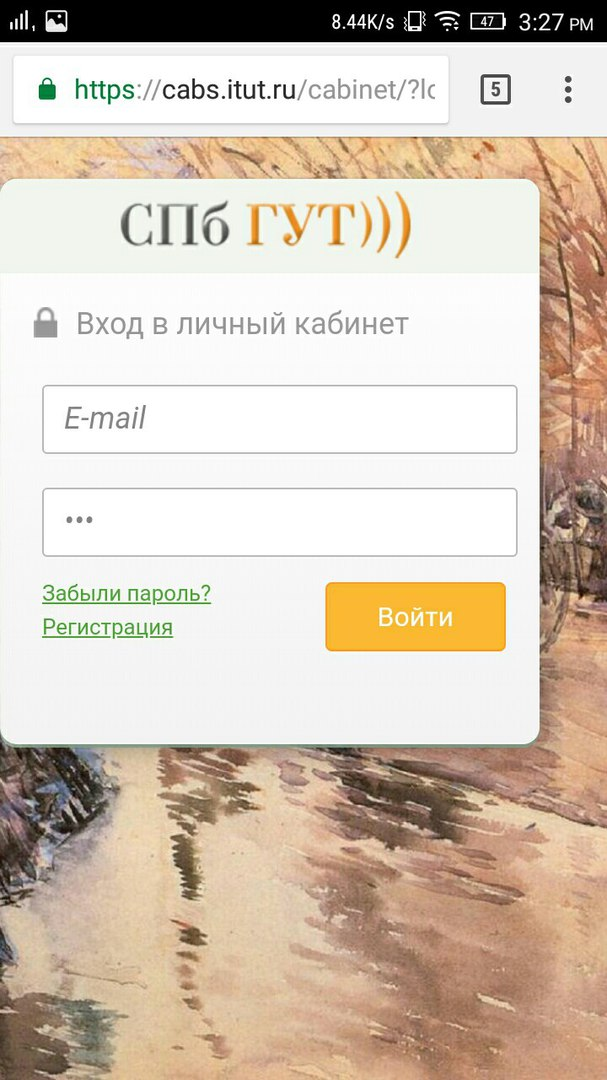 8.44K/s 47 3:27 PM
https://cabs.itut.ru/cabinet/?lc 5
СПб ГУТ)))
Вход в личный кабинет
E-mail
•••
Забыли пароль?
Войти
Регистрация